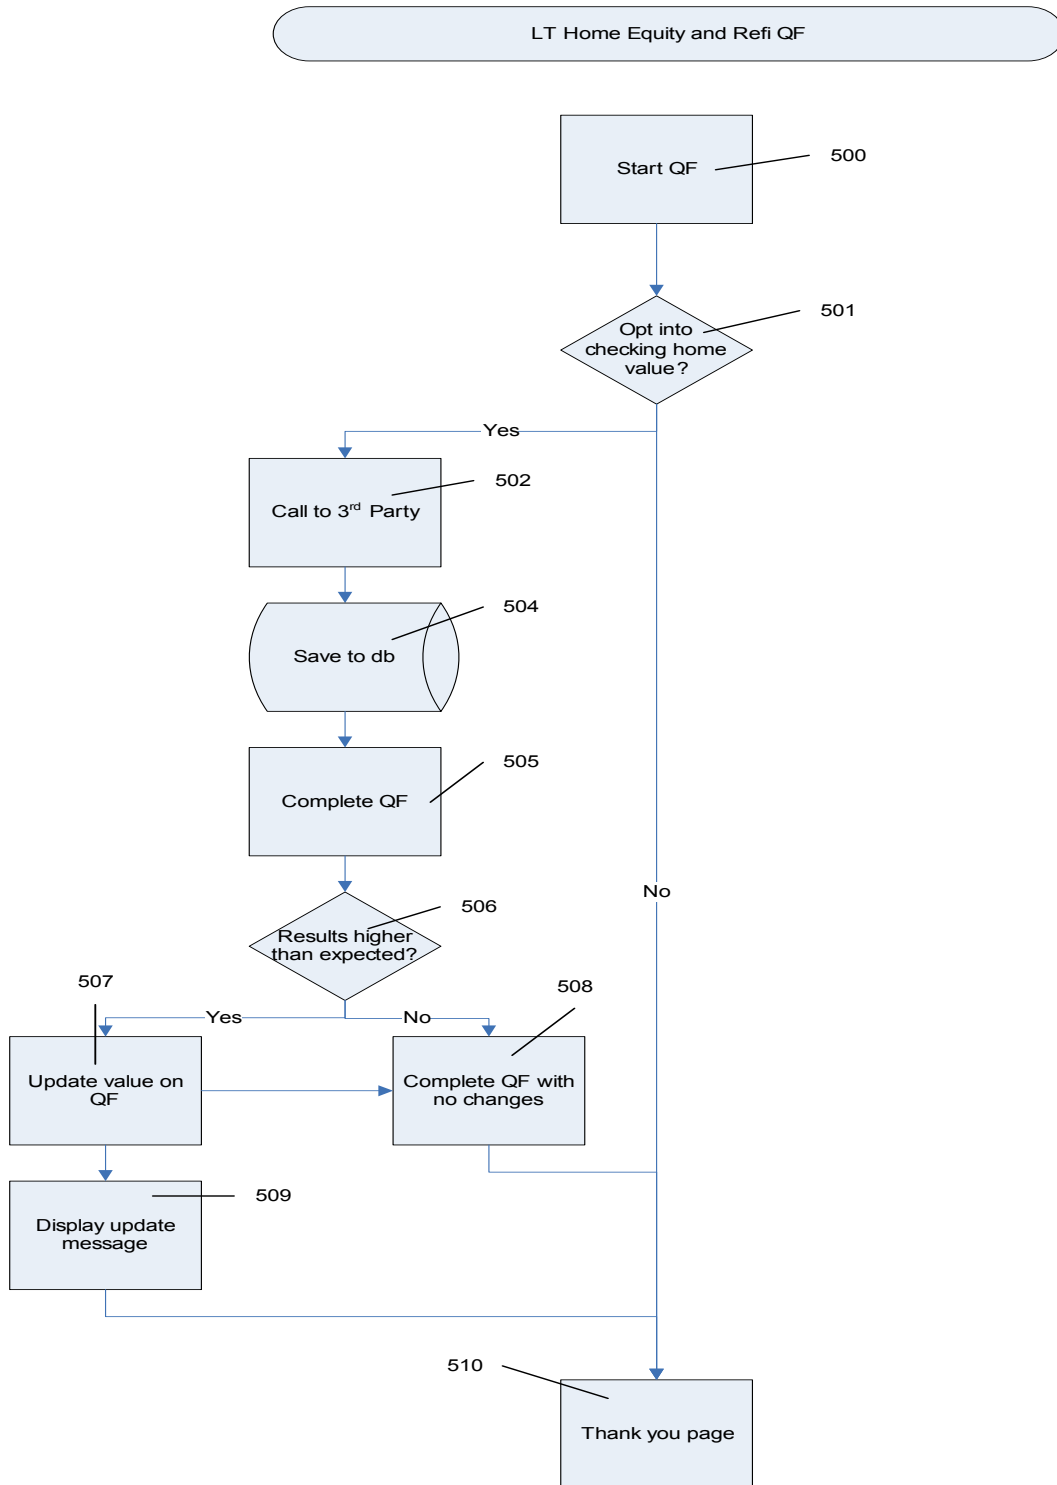 LT Home Equity and Refi QF
Start QF
500
Opt into
checking home
value?
501
Yes
Call to 3rd Party
502
Save to db
504
Complete QF
505
No
Results higher
than expected?
506
507
508
Yes
No
Update value on
QF
Complete QF with
no changes
Display update
message
509
510
Thank you page